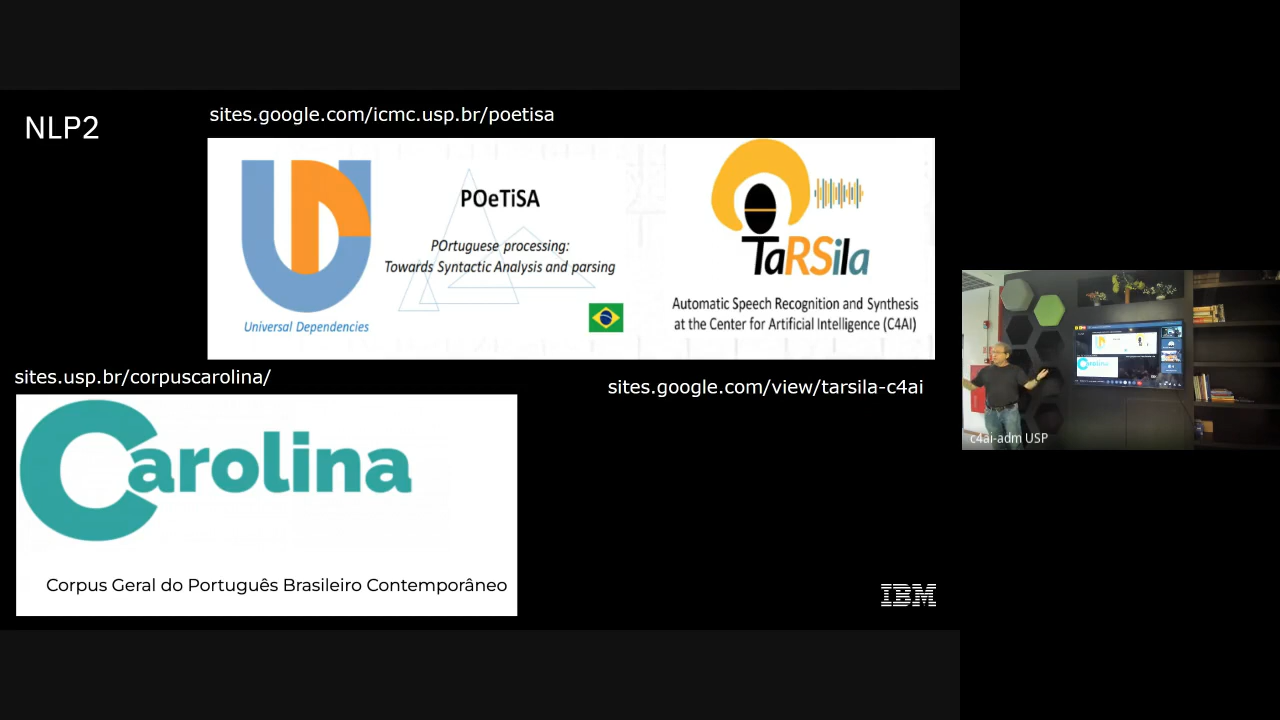 NLP2
sites.google.com/icmc.usp.br/poetisa
Universal Dependencies
POeTiSA
POrtuguese processing:
Towards Syntactic Analysis and parsing
TaRSila
Automatic Speech Recognition and Synthesis
at the Center for Artificial Intelligence (C4AI)
sites.usp.br/corpuscarolina/
sites.google.com/view/tarsila-c4ai
Carolina
Corpus Geral do Português Brasileiro Contemporâneo
IBM
c4ai-adm USP